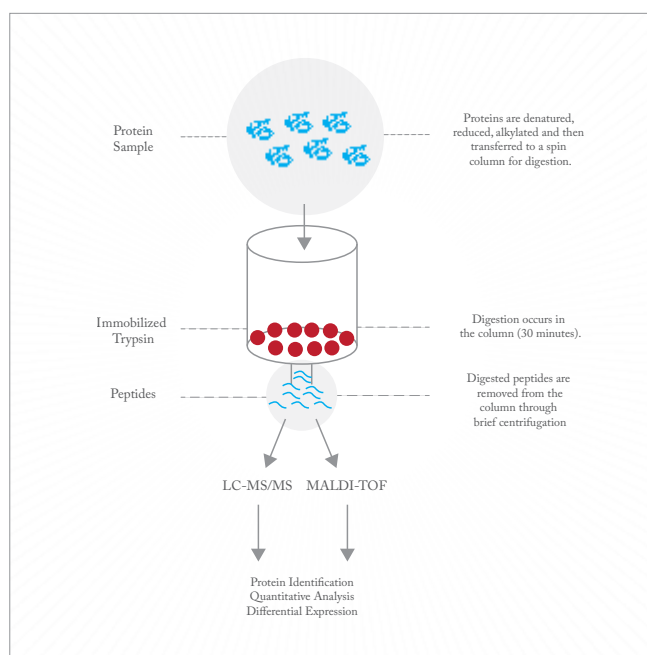 Protein
Sample
Proteins are denatured,
reduced, alkylated and then
transferred to a spin
column for digestion.
Immobilized
Trypsin
Digestion occurs in
the column (30 minutes).
Peptides
Digested peptides are
removed from the
column through
brief centrifugation
LC-MS/MS
MALDI-TOF
Protein Identification
Quantitative Analysis
Differential Expression